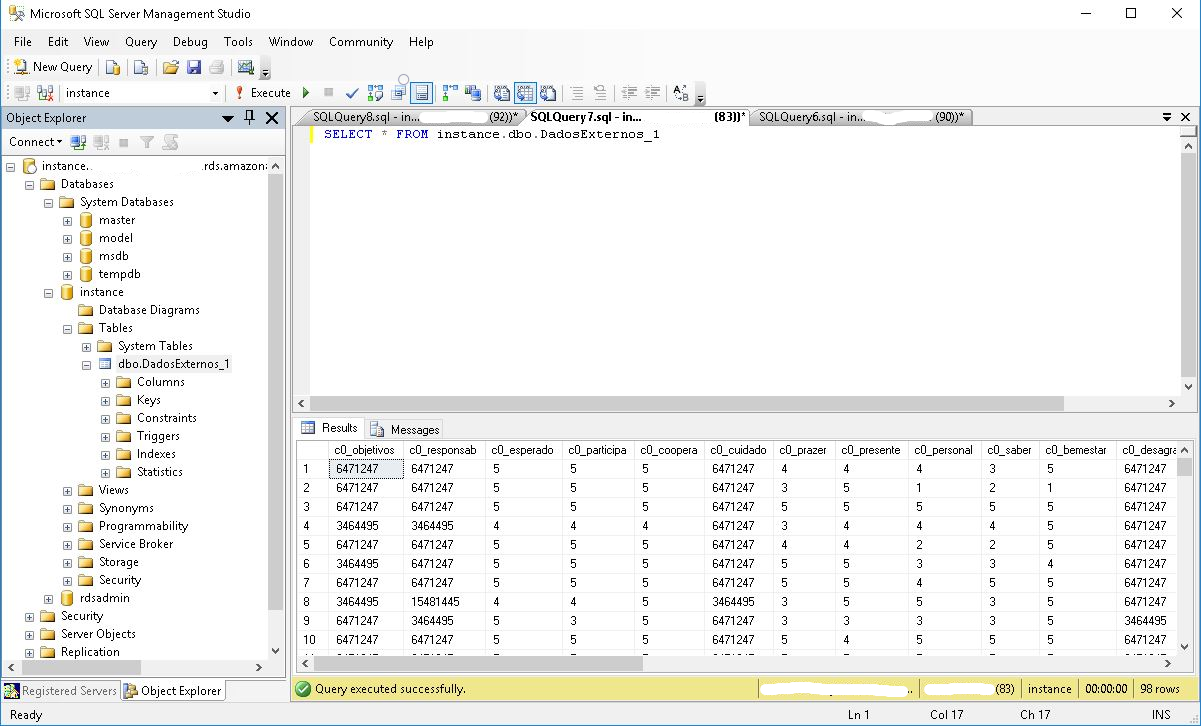 Microsoft SQL Server Management Studio
File Edit View Query Debug Tools Window Community Help
New Query
instance Execute
Object Explorer
Connect
instance. .rds.amazona
Databases
System Databases
master
model
msdb
tempdb
instance
Database Diagrams
Tables
System Tables
dbo.DadosExternos_1
Columns
Keys
Constraints
Triggers
Indexes
Statistics
Views
Synonyms
Programmability
Service Broker
Storage
Security
rdsadmin
Security
Server Objects
Replication
Registered Servers Object Explorer
SQLQuery8.sql - in... (92))* SQLQuery7.sql - in... (83))* SQLQuery6.sql - in... (90))*
SELECT * FROM instance.dbo.DadosExternos_1
Results Messages
c0_objetivos c0_responsab c0_esperado c0_participa c0_coopera c0_cuidado c0_prazer c0_presente c0_personal c0_saber c0_bemestar c0_desagra
1 6471247 6471247 5 5 5 6471247 4 4 4 3 5 6471247
2 6471247 6471247 5 5 5 6471247 3 5 1 2 1 6471247
3 6471247 6471247 5 5 5 6471247 5 5 5 5 5 6471247
4 3464495 3464495 4 4 4 6471247 3 4 4 4 5 6471247
5 6471247 6471247 5 5 5 6471247 4 4 2 2 5 6471247
6 3464495 6471247 5 5 5 6471247 5 5 3 3 4 6471247
7 6471247 6471247 5 5 5 6471247 5 5 4 5 5 6471247
8 3464495 15481445 4 4 5 3464495 3 5 5 3 5 6471247
9 6471247 3464495 5 3 5 6471247 3 3 3 3 5 3464495
10 6471247 6471247 5 5 5 6471247 5 4 5 5 5 6471247
Query executed successfully. (83) instance 00:00:00 98 rows
Ready Ln 1 Col 17 Ch 17 INS